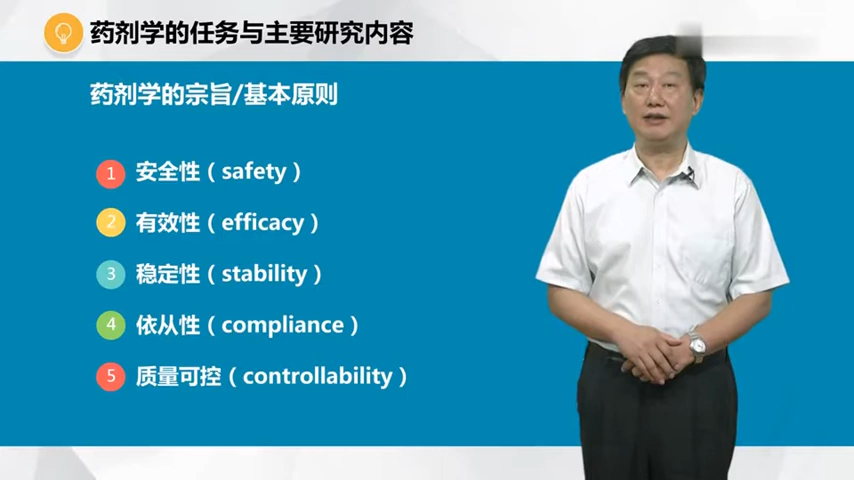 药剂学的任务与主要研究内容
药剂学的宗旨/基本原则
1 安全性（safety）
2 有效性（efficacy）
3 稳定性（stability）
4 依从性（compliance）
5 质量可控（controllability）